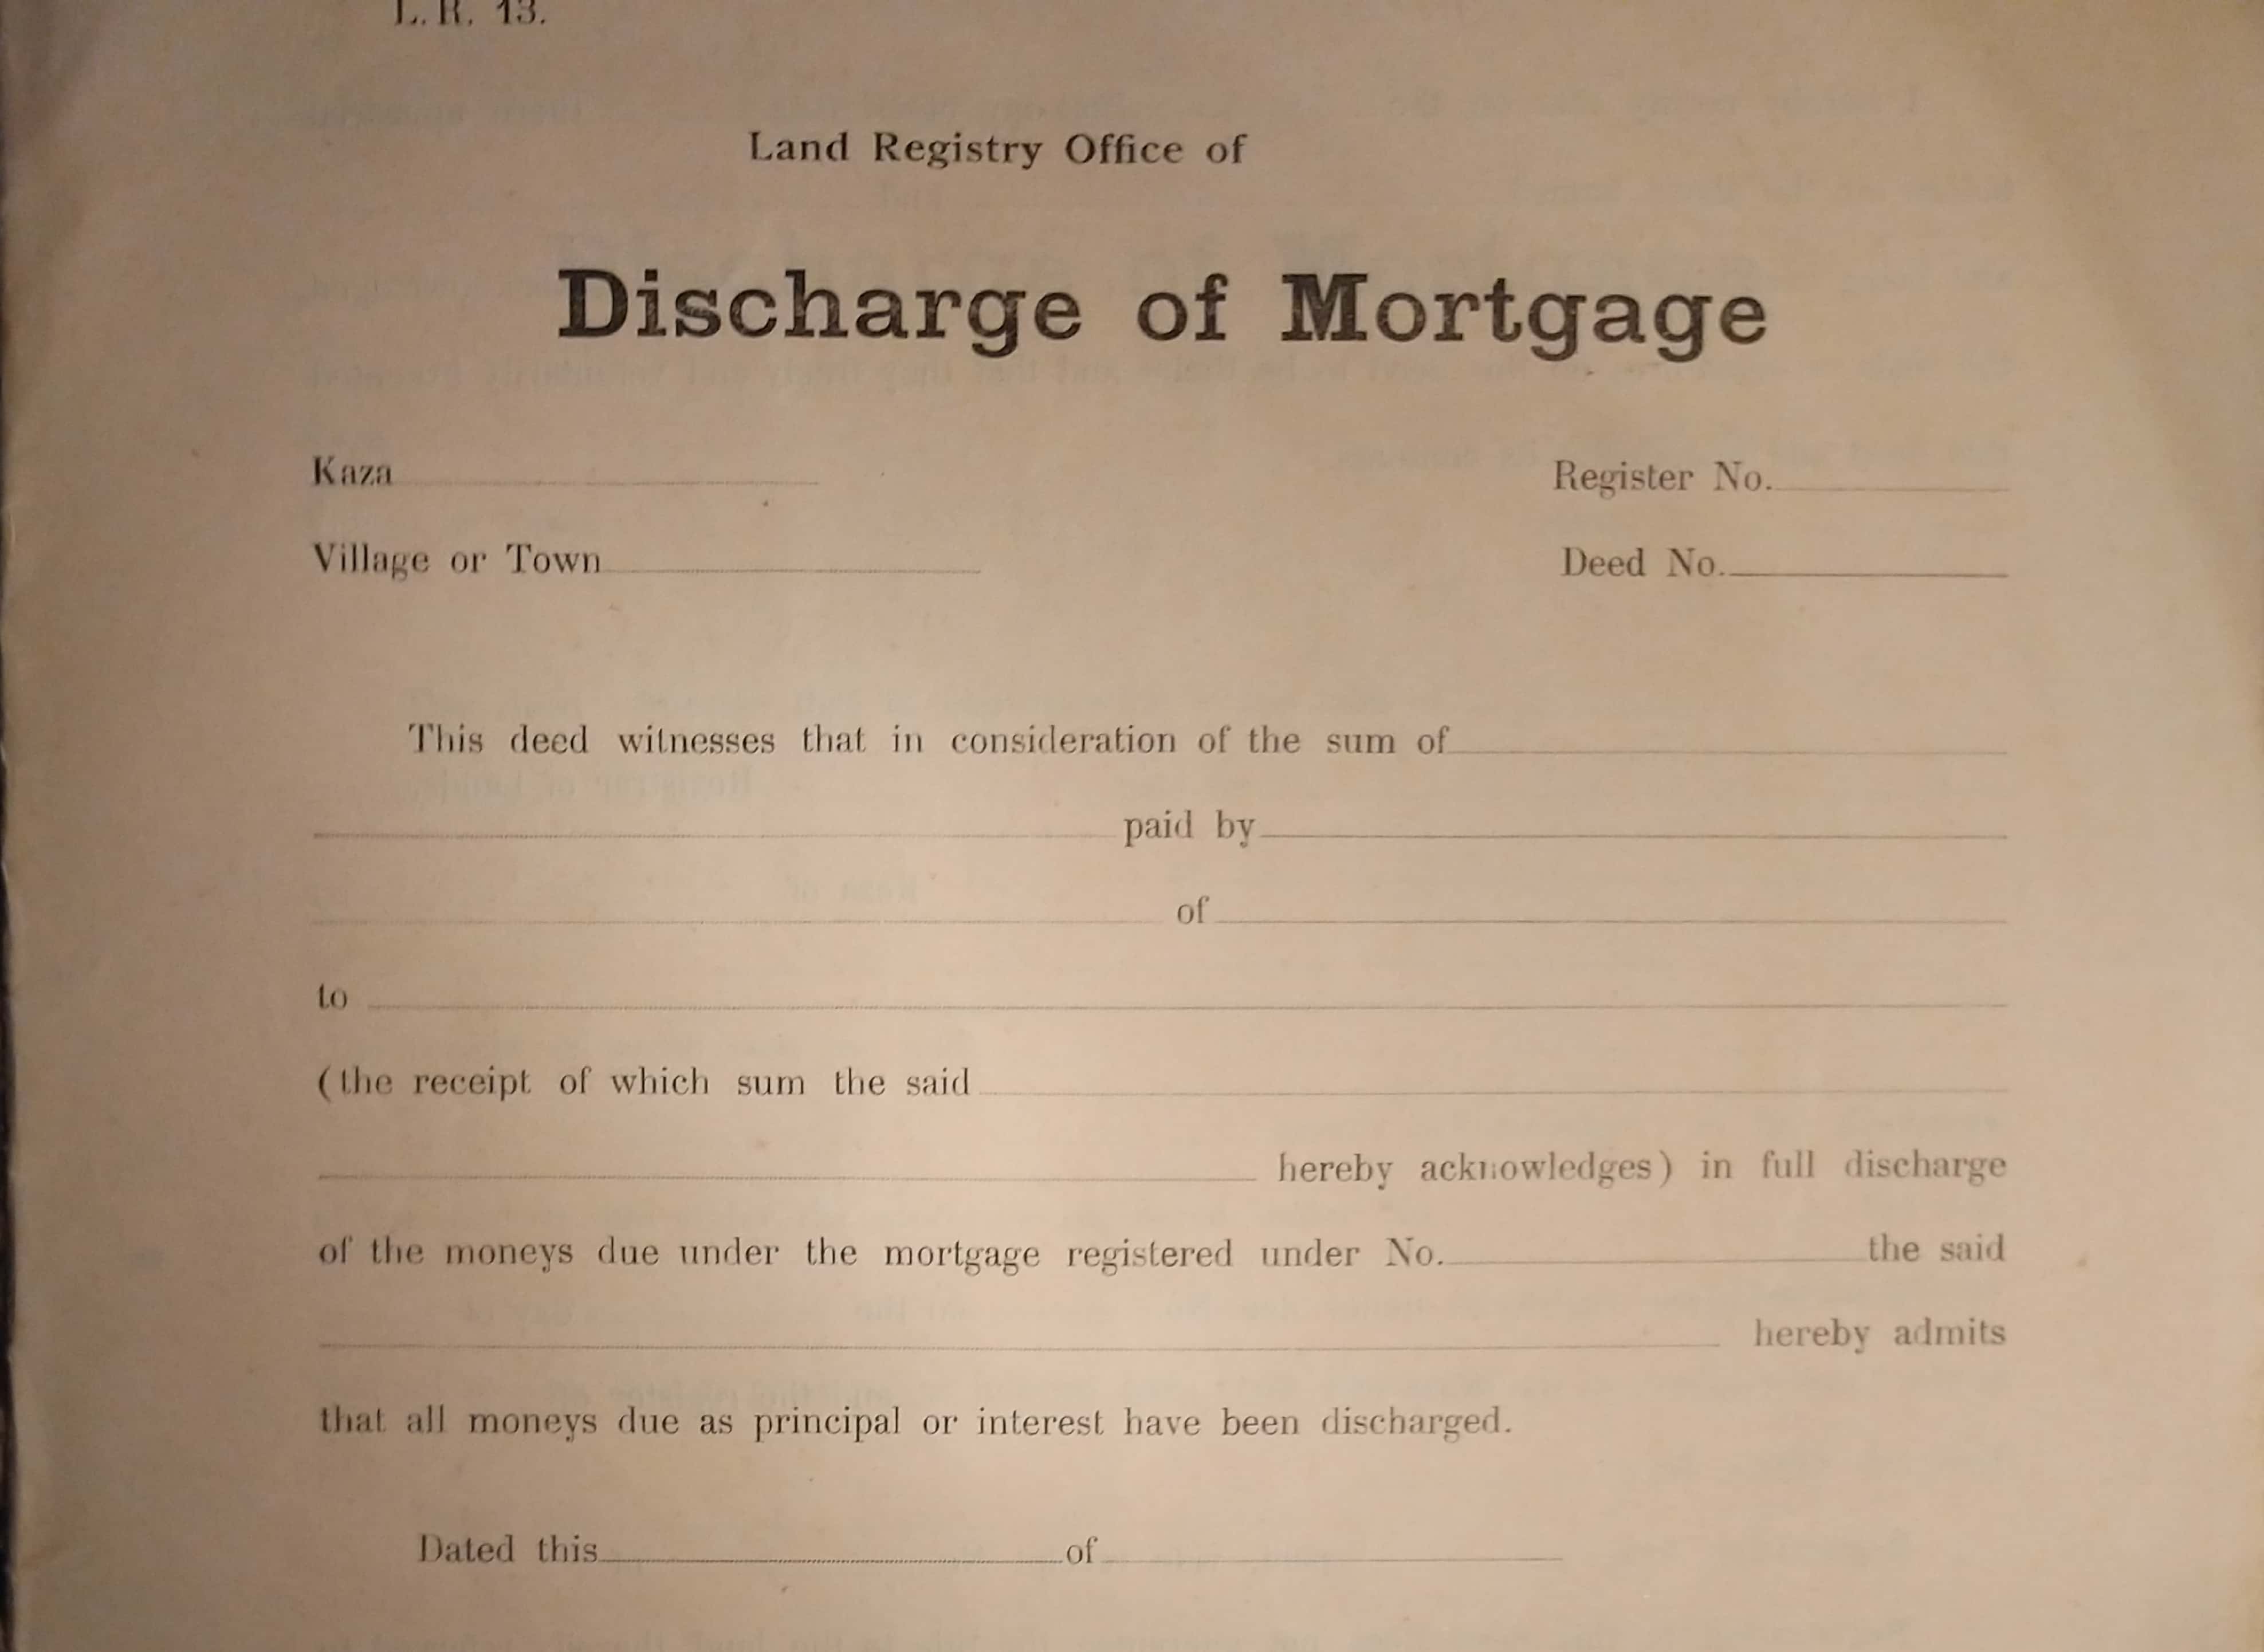 L. R. 13.
Land Registry Office of
Discharge of Mortgage
Kaza
Register No.
Village or Town
Deed No.
This deed witnesses that in consideration of the sum of
paid by
of
to
(the receipt of which sum the said
hereby acknowledges) in full discharge
of the moneys due under the mortgage registered under No. the said
hereby admits
that all moneys due as principal or interest have been discharged.
Dated this of